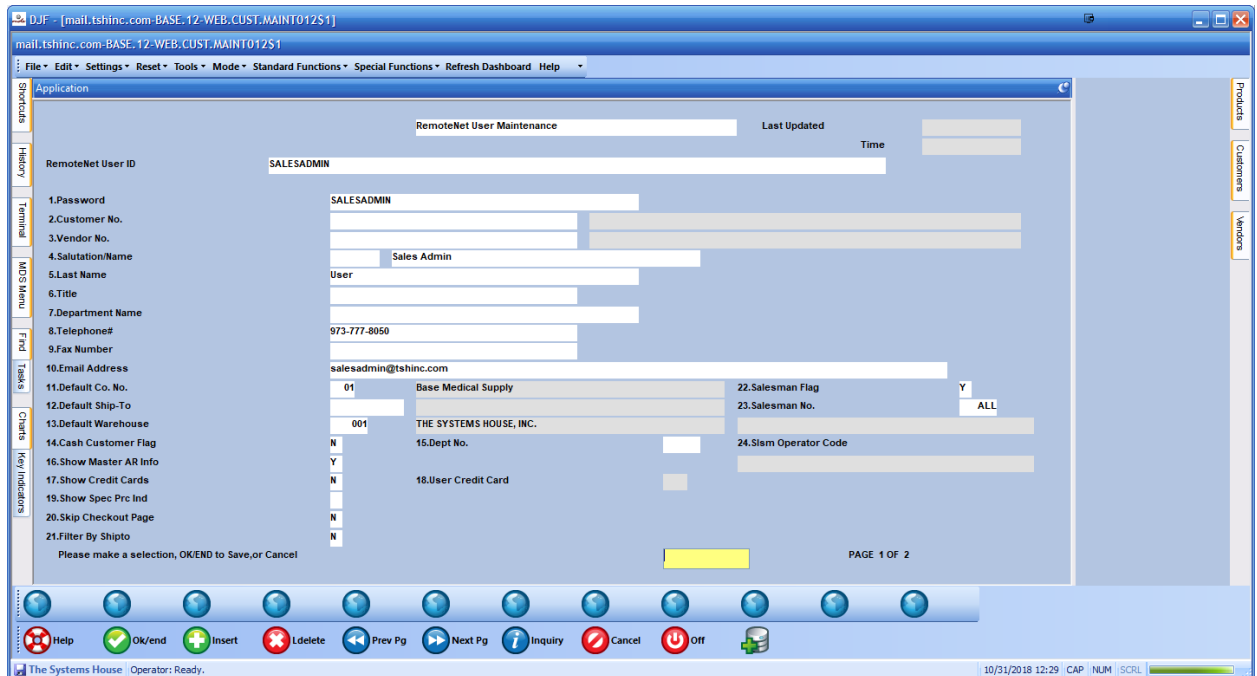 DJF - [mail.tshinc.com-BASE.12-WEB.CUST.MAINTO12$1]
mail.tshinc.com-BASE.12-WEB.CUST.MAINTO12$1
File Edit Settings Reset Tools Mode Standard Functions Special Functions Refresh Dashboard Help
Application
Shortcuts
History
Terminal
MDS Menu
Find
Tasks
Charts
Key Indicators
Products
Customers
Vendors
RemoteNet User Maintenance Last Updated
Time
RemoteNet User ID SALESADMIN
1.Password SALESADMIN
2.Customer No.
3.Vendor No.
4.Salutation/Name Sales Admin
5.Last Name User
6.Title
7.Department Name
8.Telephone# 973-777-8050
9.Fax Number
10.Email Address salesadmin@tshinc.com
11.Default Co. No. 01 Base Medical Supply 22.Salesman Flag Y
12.Default Ship-To 23.Salesman No. ALL
13.Default Warehouse 001 THE SYSTEMS HOUSE, INC.
14.Cash Customer Flag N 15.Dept No. 24.Slsm Operator Code
16.Show Master AR Info Y
17.Show Credit Cards N 18.User Credit Card
19.Show Spec Prc Ind
20.Skip Checkout Page N
21.Filter By Shipto N
Please make a selection, OK/END to Save,or Cancel PAGE 1 OF 2
Help Ok/end Insert Ldelete Prev Pg Next Pg Inquiry Cancel Off
The Systems House Operator: Ready. 10/31/2018 12:29 CAP NUM SCRL